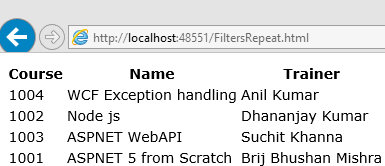 http://localhost:48551/FiltersRepeat.html
Course Name Trainer
1004 WCF Exception handling Anil Kumar
1002 Node js Dhananjay Kumar
1003 ASPNET WebAPI Suchit Khanna
1001 ASPNET 5 from Scratch Brij Bhushan Mishra